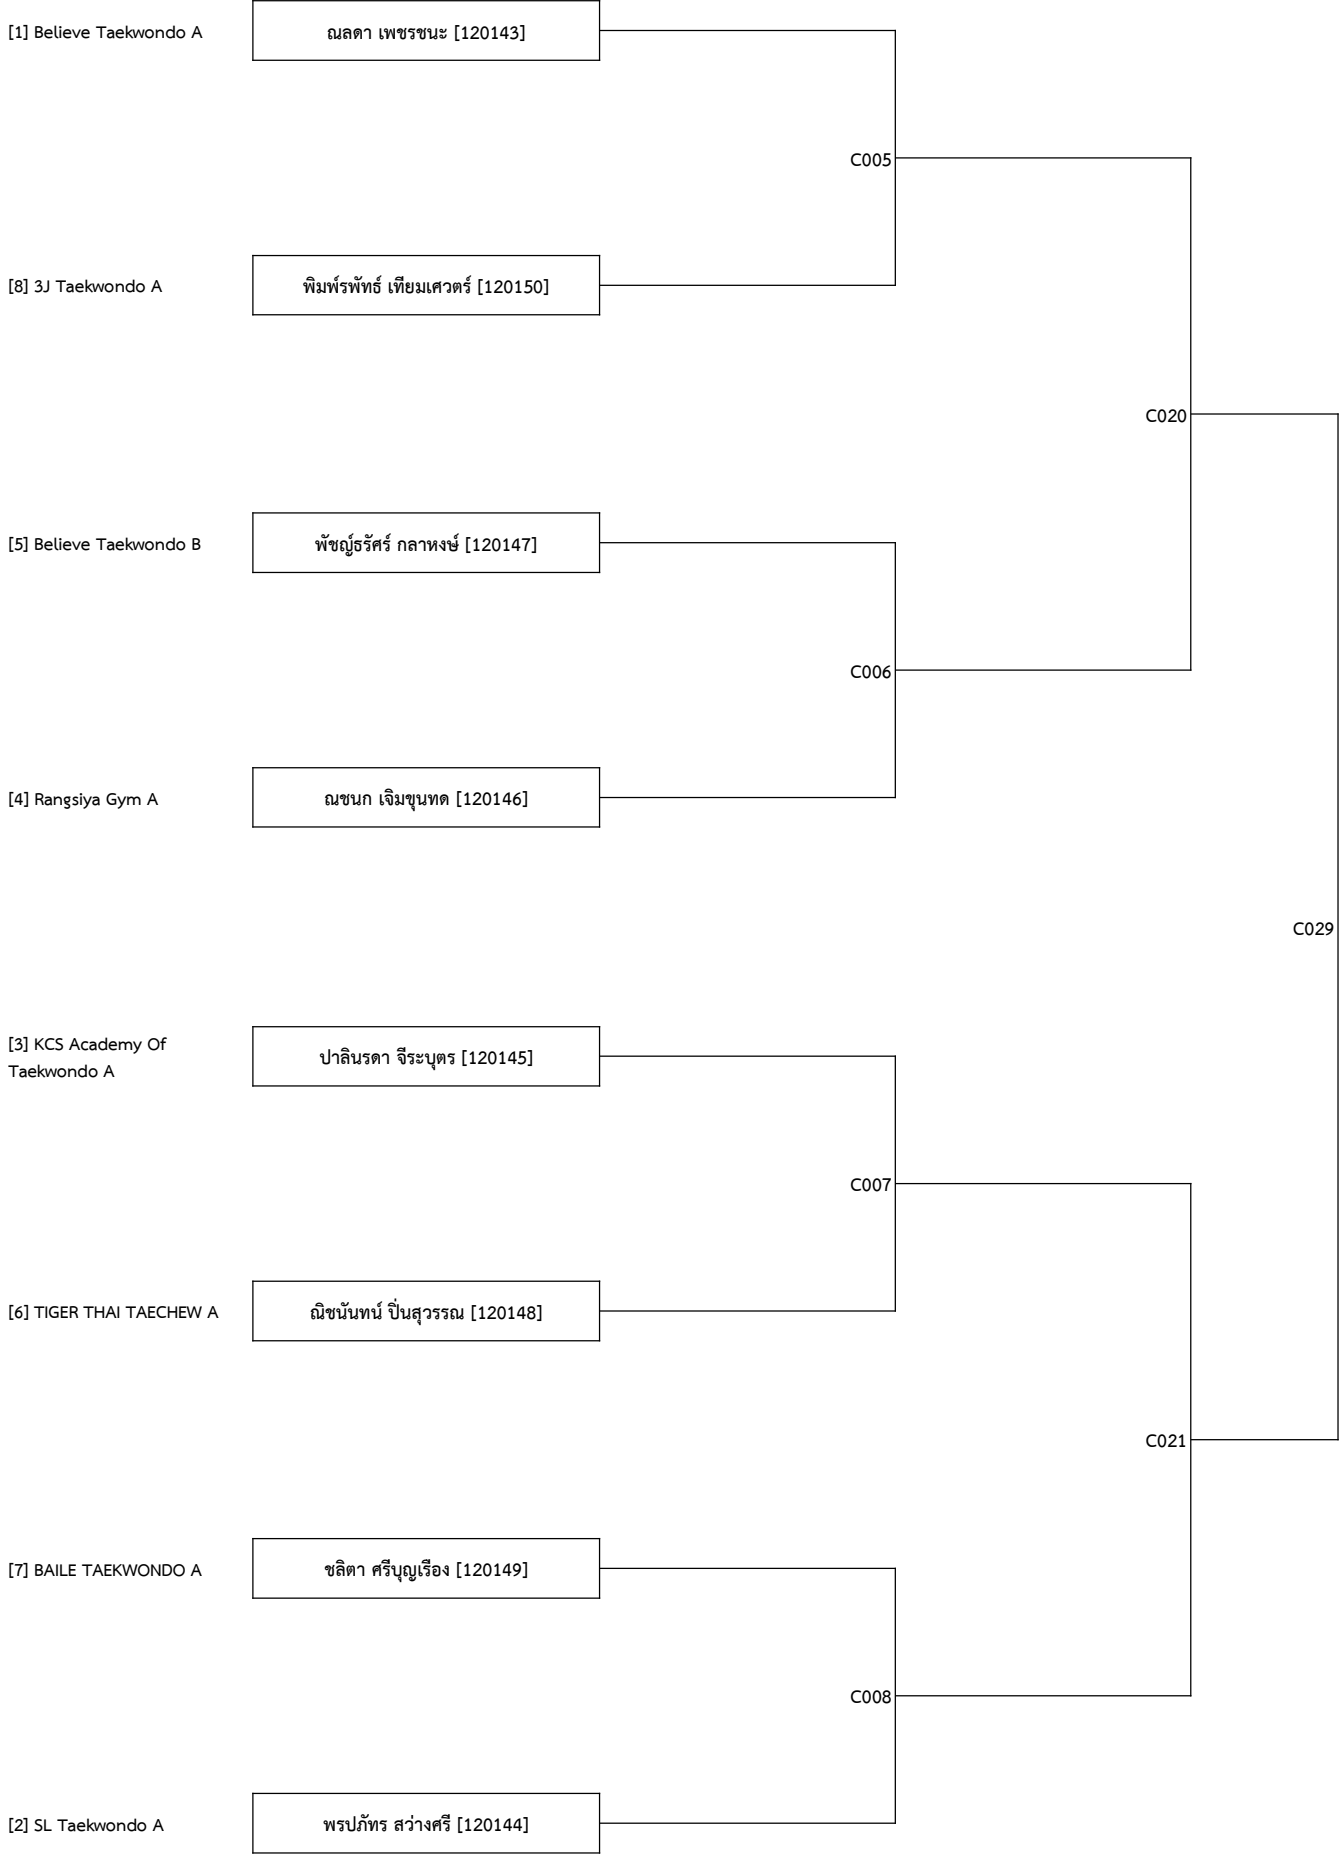 [1] Believe Taekwondo A
ณลดา เพชรชนะ [120143]
C005
[8] 3J Taekwondo A
พิมพ์รพัทธ์ เทียมเศวตร์ [120150]
C020
[5] Believe Taekwondo B
พัชญ์ธรัศร์ กลาหงษ์ [120147]
C006
[4] Rangsiya Gym A
ณชนก เจิมขุนทด [120146]
C029
[3] KCS Academy Of
Taekwondo A
ปาลินรดา จีระบุตร [120145]
C007
[6] TIGER THAI TAECHEW A
ณิชนันทน์ ปิ่นสุวรรณ [120148]
C021
[7] BAILE TAEKWONDO A
ชลิตา ศรีบุญเรือง [120149]
C008
[2] SL Taekwondo A
พรปภัทร สว่างศรี [120144]